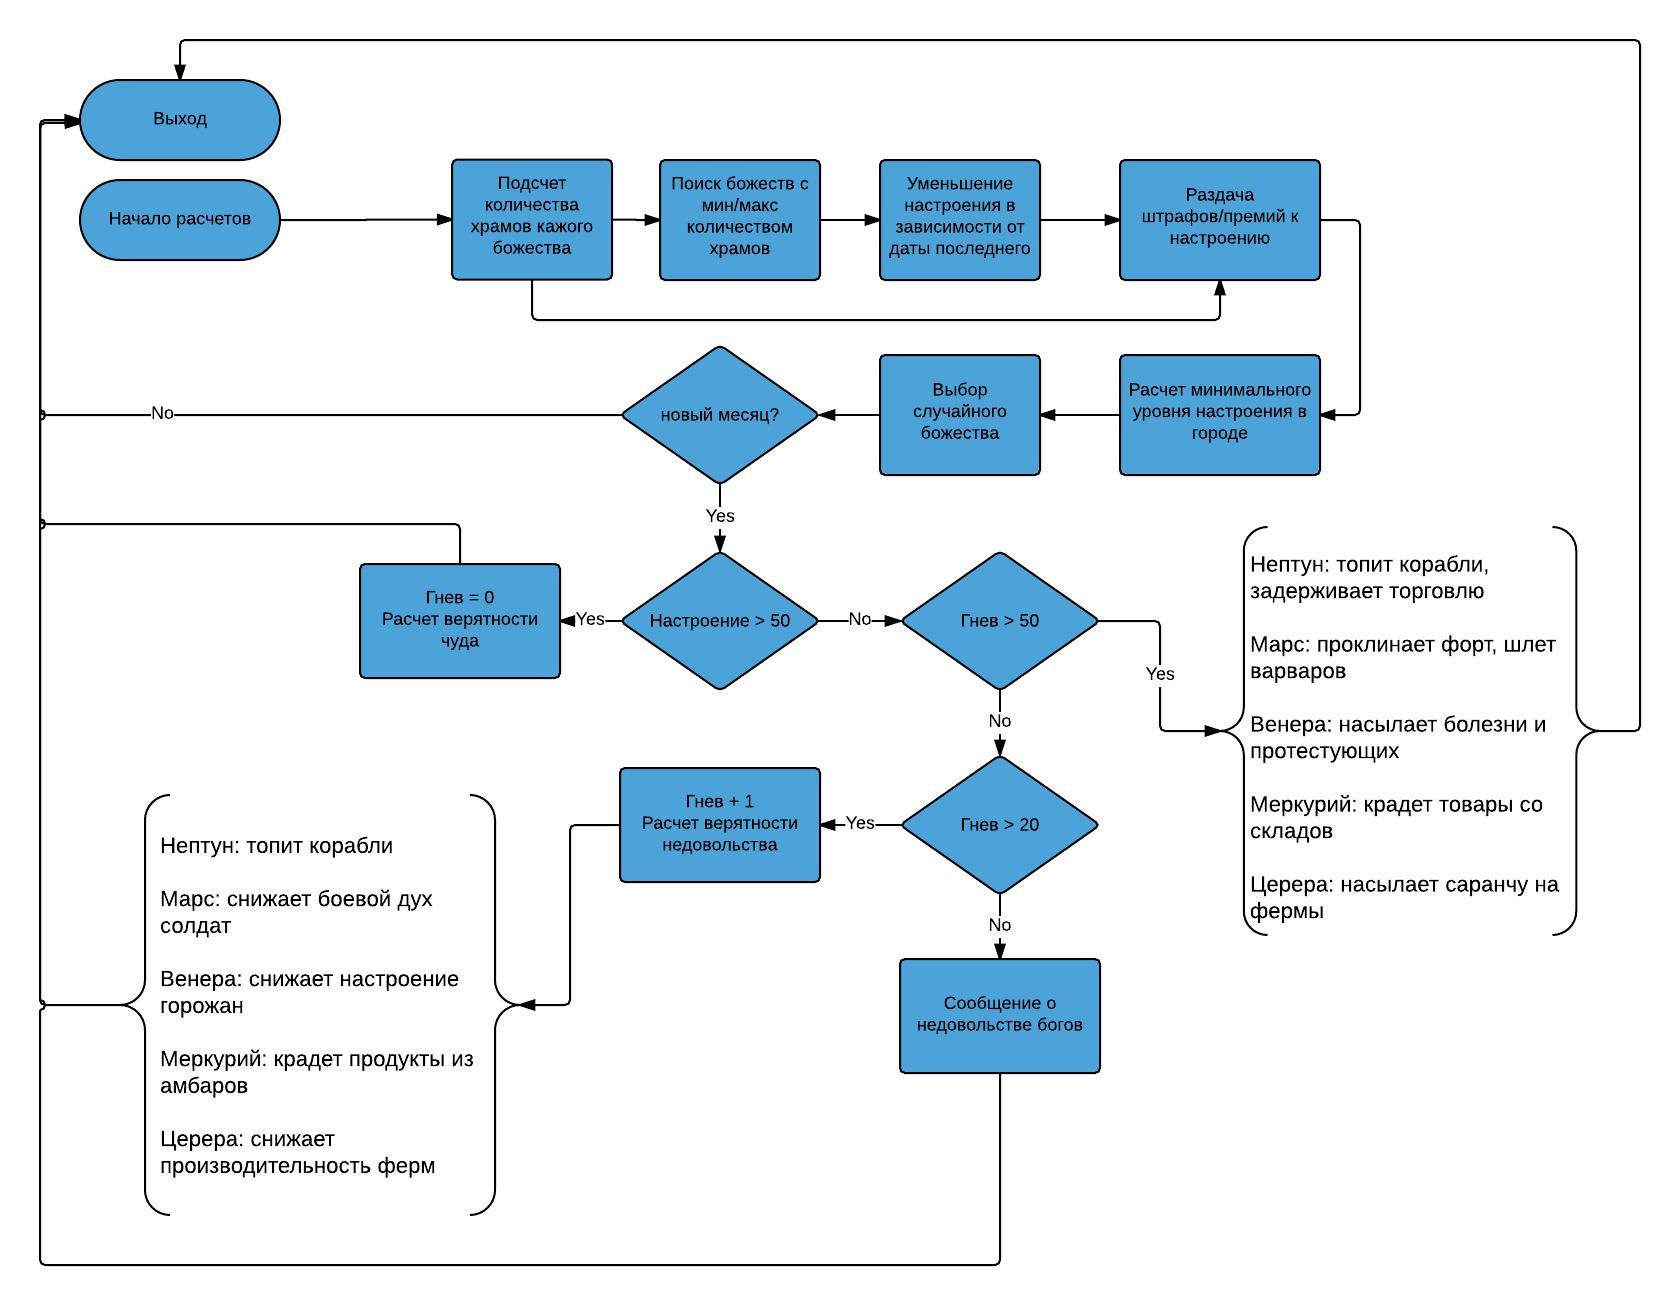 Выход
Начало расчетов
Подсчет
количества
храмов кажого
божества
Поиск божеств с
мин/макс
количеством
храмов
Уменьшение
настроения в
зависимости от
даты последнего
Раздача
штрафов/премий к
настроению
Расчет минимального
уровня настроения в
городе
Выбор
случайного
божества
новый месяц?
No
Yes
Настроение > 50
Yes
Гнев = 0
Расчет верятности
чуда
No
Гнев > 50
Yes
Нептун: топит корабли,
задерживает торговлю
Марс: проклинает форт, шлет
варваров
Венера: насылает болезни и
протестующих
Меркурий: крадет товары со
складов
Церера: насылает саранчу на
фермы
No
Гнев > 20
Yes
Гнев + 1
Расчет верятности
недовольства
Нептун: топит корабли
Марс: снижает боевой дух
солдат
Венера: снижает настроение
горожан
Меркурий: крадет продукты из
амбаров
Церера: снижает
производительность ферм
No
Сообщение о
недовольстве богов